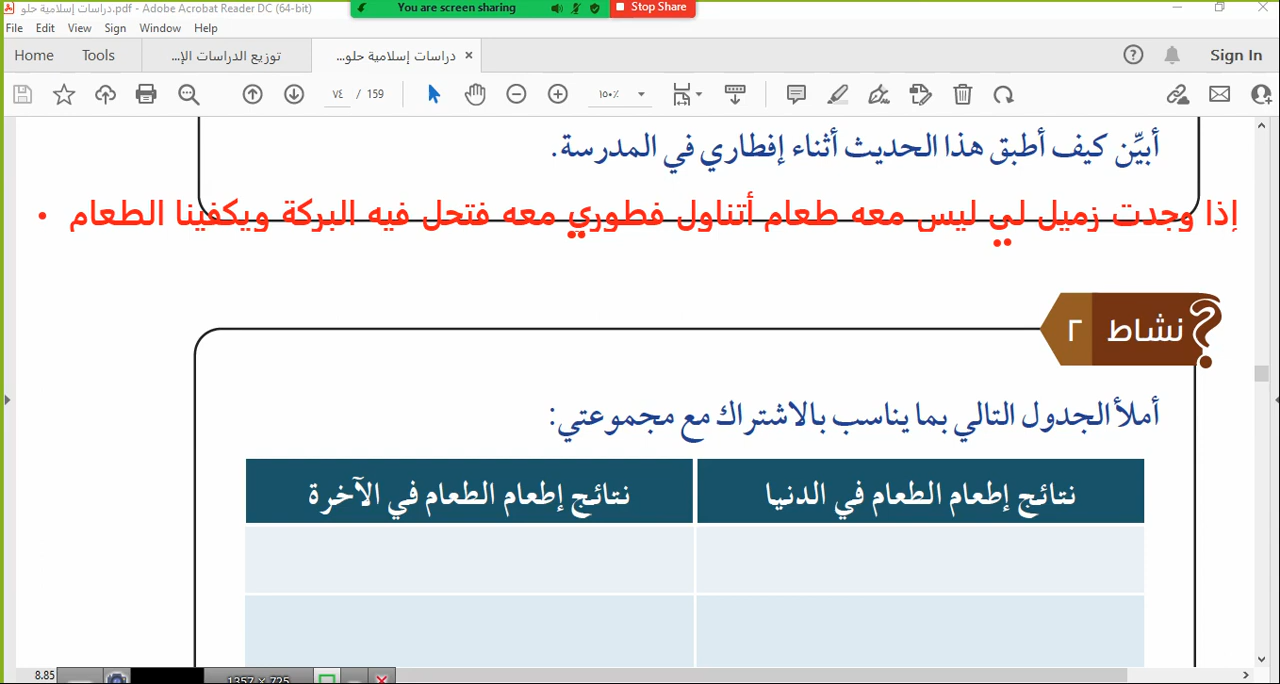 دراسات إسلامية حلو.pdf - Adobe Acrobat Reader DC (64-bit)
You are screen sharing
Stop Share
File Edit View Sign Window Help
Home Tools
توزيع الدراسات الإ...
دراسات إسلامية حلو... ×
Sign In
٧٤ / 159
١٥٠٪
أبيِّن كيف أطبق هذا الحديث أثناء إفطاري في المدرسة.
إذا وجدت زميل لي ليس معه طعام أتناول فطوري معه فتحل فيه البركة ويكفينا الطعام •
نشاط ٢
أملأ الجدول التالي بما يناسب بالاشتراك مع مجموعتي:
نتائج إطعام الطعام في الدنيا
نتائج إطعام الطعام في الآخرة
8.85
1357 × 725